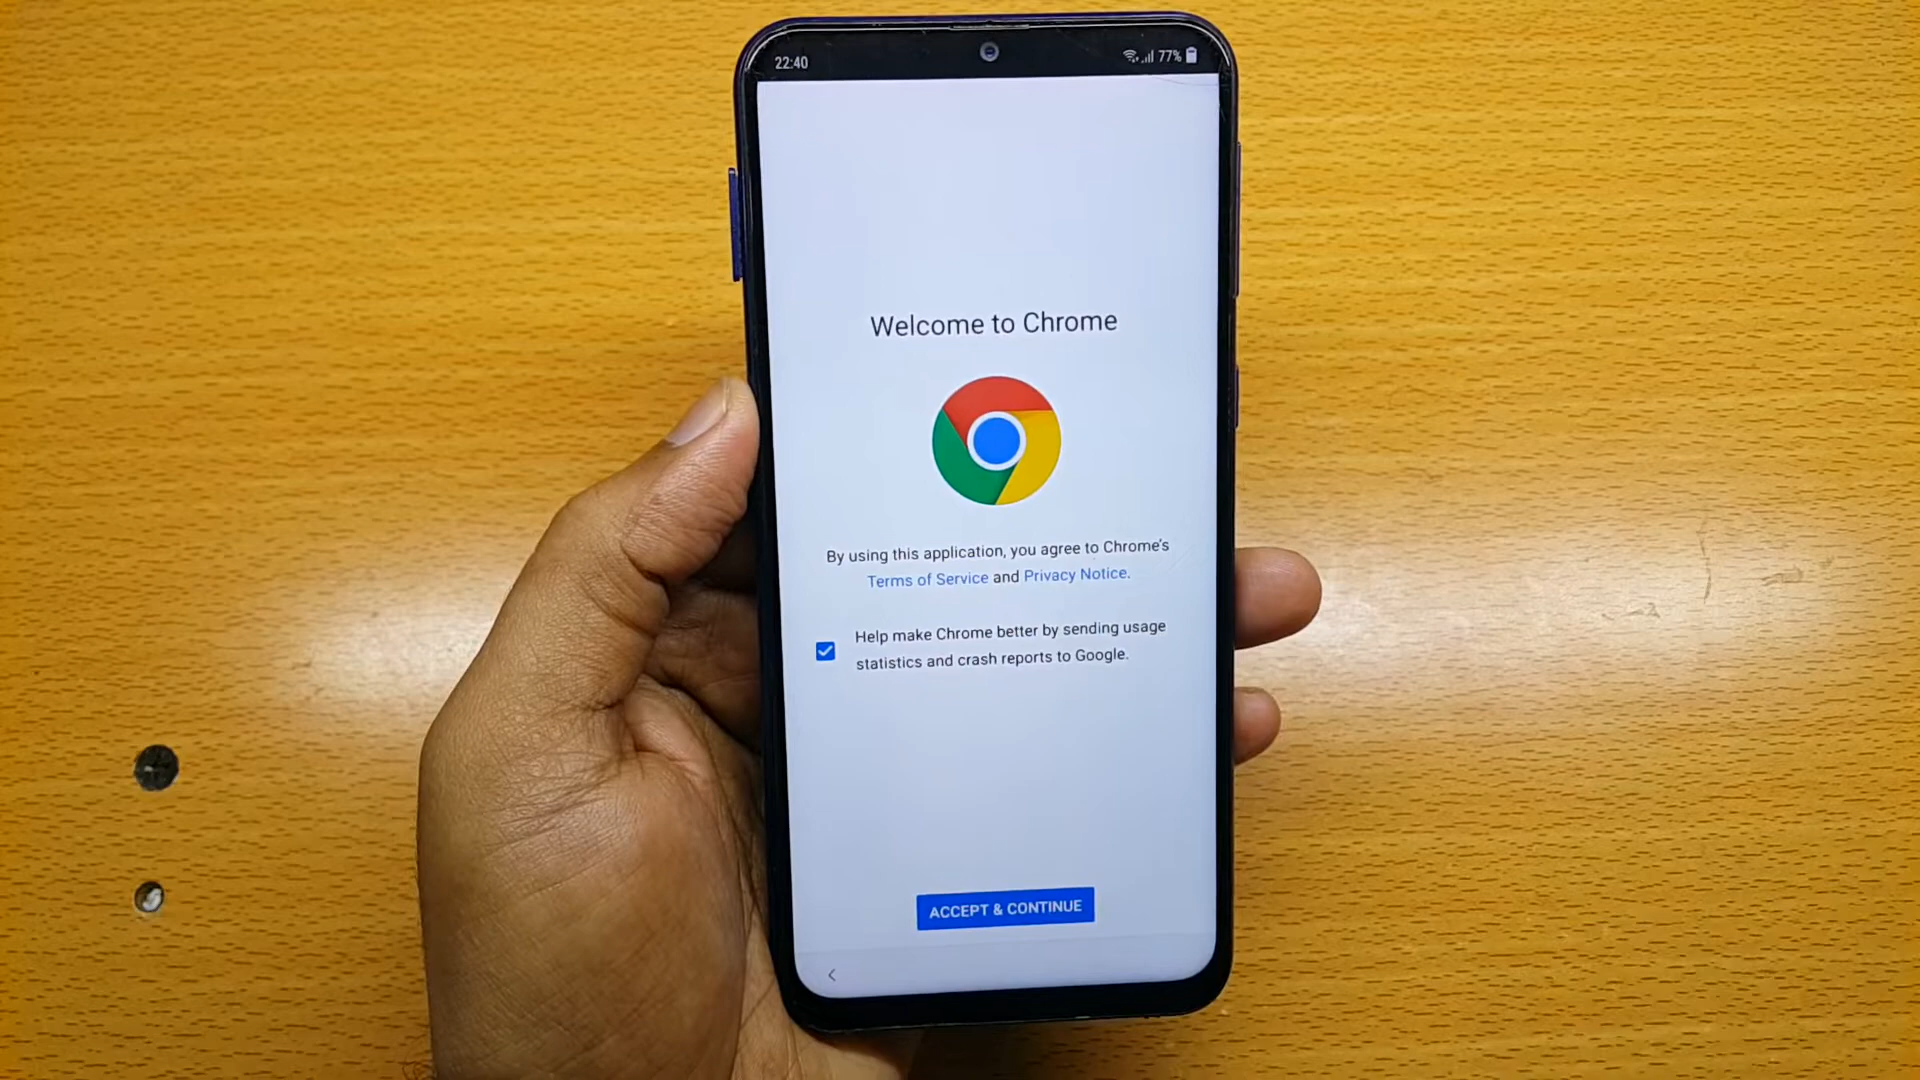 22:40
77%
Welcome to Chrome
By using this application, you agree to Chrome's
Terms of Service and Privacy Notice.
Help make Chrome better by sending usage
statistics and crash reports to Google.
ACCEPT & CONTINUE